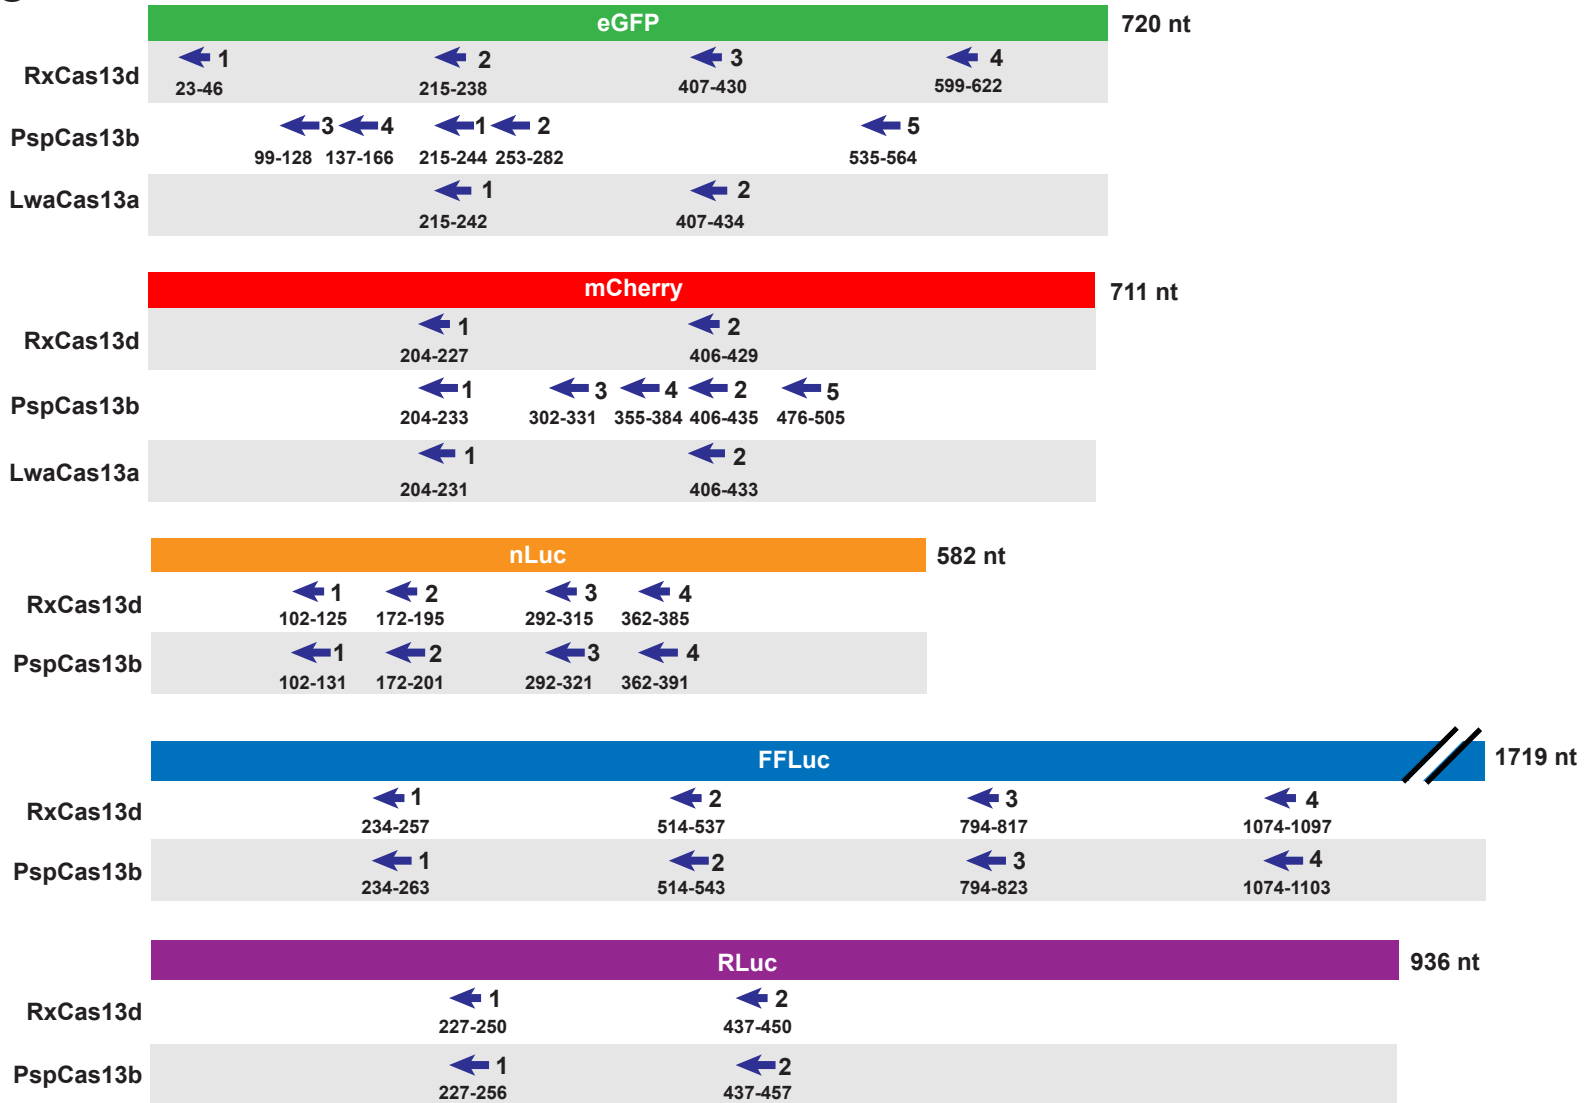 eGFP 720 nt
RxCas13d 1 2 3 4
23-46 215-238 407-430 599-622
PspCas13b 3 4 1 2 5
99-128 137-166 215-244 253-282 535-564
LwaCas13a 1 2
215-242 407-434
mCherry 711 nt
RxCas13d 1 2
204-227 406-429
PspCas13b 1 3 4 2 5
204-233 302-331 355-384 406-435 476-505
LwaCas13a 1 2
204-231 406-433
nLuc 582 nt
RxCas13d 1 2 3 4
102-125 172-195 292-315 362-385
PspCas13b 1 2 3 4
102-131 172-201 292-321 362-391
FFLuc 1719 nt
RxCas13d 1 2 3 4
234-257 514-537 794-817 1074-1097
PspCas13b 1 2 3 4
234-263 514-543 794-823 1074-1103
RLuc 936 nt
RxCas13d 1 2
227-250 437-450
PspCas13b 1 2
227-256 437-457